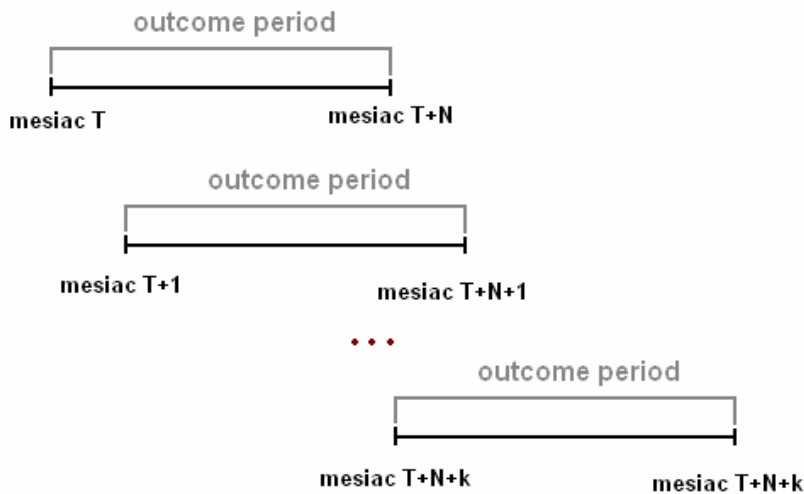 outcome period
mesiac T
mesiac T+N
outcome period
mesiac T+1
mesiac T+N+1
outcome period
mesiac T+N+k
mesiac T+N+k